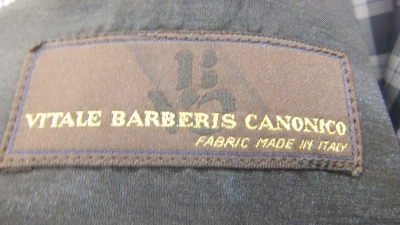 VITALE BARBERIS CANONICO
FABRIC MADE IN ITALY